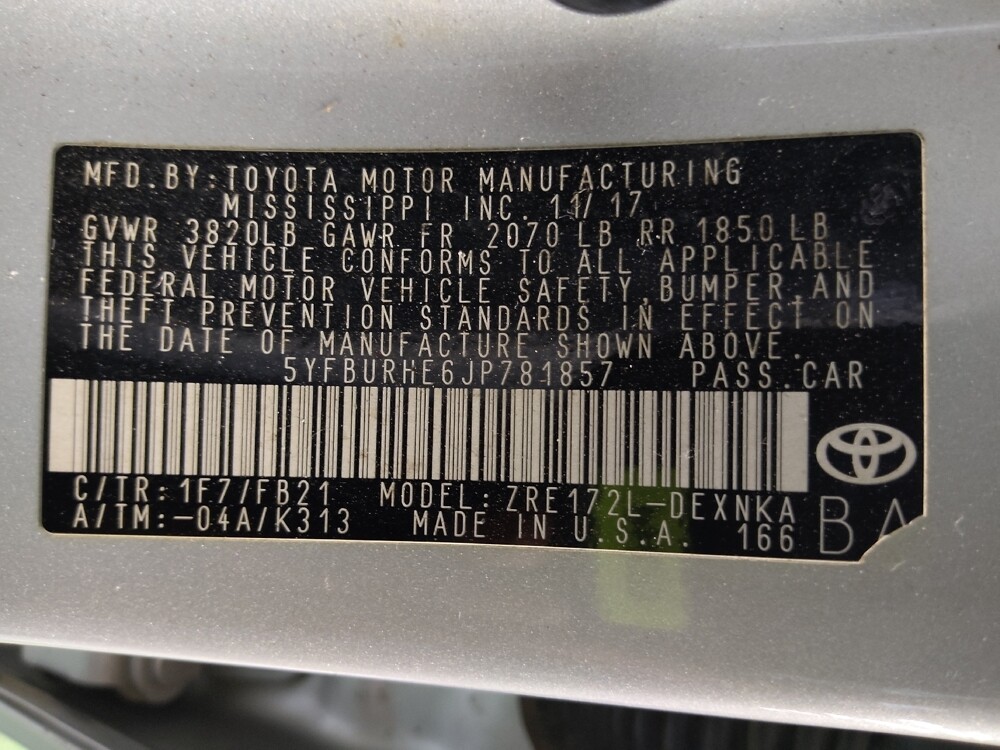 MFD.BY:TOYOTA MOTOR MANUFACTURING
MISSISSIPPI INC. 11/17
GVWR 3820LB GAWR FR 2070 LB RR 1850 LB
THIS VEHICLE CONFORMS TO ALL APPLICABLE
FEDERAL MOTOR VEHICLE SAFETY,BUMPER,AND
THEFT PREVENTION STANDARDS IN EFFECT ON
THE DATE OF MANUFACTURE SHOWN ABOVE.
5YFBURHE6JP781857 PASS.CAR
C/TR:1F7/FB21 MODEL:ZRE172L-DEXNKA
A/TM:-04A/K313 MADE IN U.S.A. 166 BA